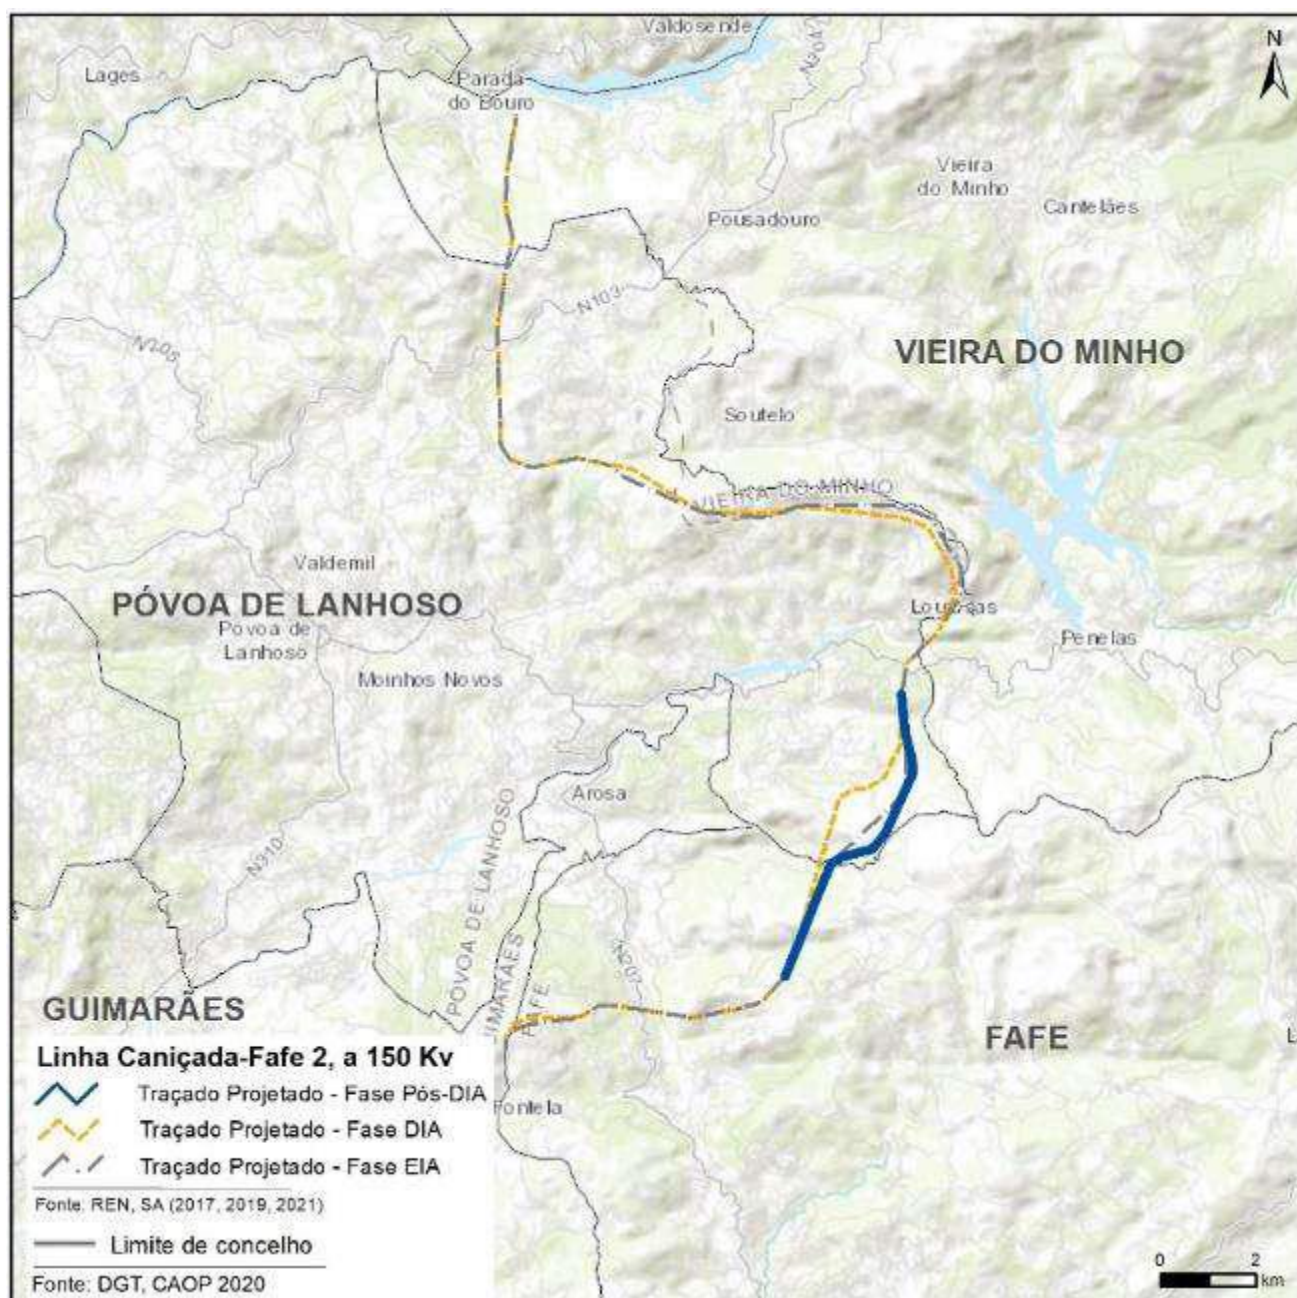 Valdosende
N
Lages
Parada
do Bouro
N304
Vieira
do Minho
Cantelães
Pousadouro
N103
N205
VIEIRA DO MINHO
Soutelo
VIEIRA DO MINHO
Valdemil
PÓVOA DE LANHOSO
Póvoa de
Lanhoso
Louredas
Penelas
Moinhos Novos
Arosa
PÓVOA DE LANHOSO
N310
N207
FAFE
GUIMARÃES
FAFE
L
Linha Caniçada-Fafe 2, a 150 Kv
Traçado Projetado - Fase Pós-DIA
Fontela
Traçado Projetado - Fase DIA
Traçado Projetado - Fase EIA
Fonte: REN, SA (2017, 2019, 2021)
Limite de concelho
Fonte: DGT, CAOP 2020
0 2
km